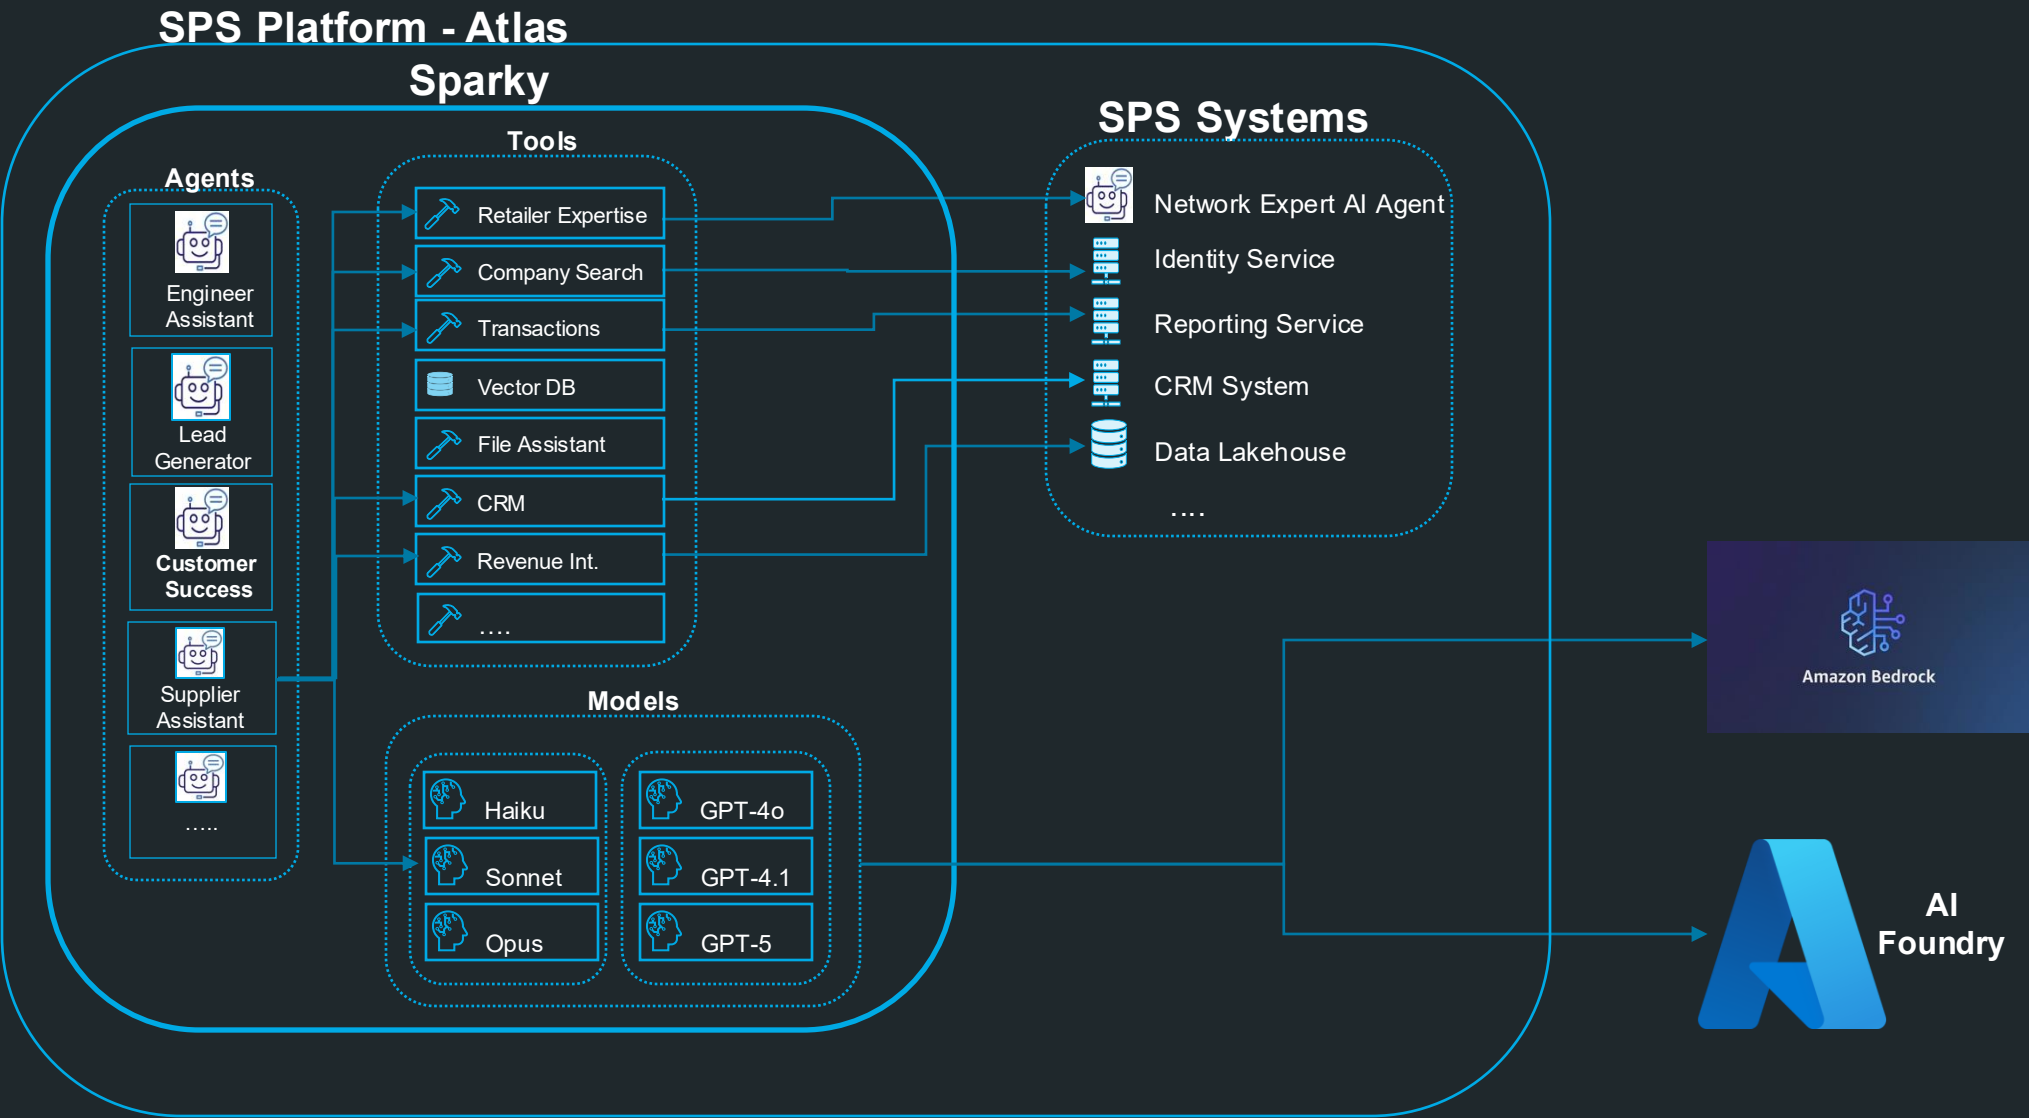 SPS Platform - Atlas
Sparky
Agents
Engineer
Assistant
Lead
Generator
Customer
Success
Supplier
Assistant
.....
Tools
Retailer Expertise
Company Search
Transactions
Vector DB
File Assistant
CRM
Revenue Int.
....
Models
Haiku
Sonnet
Opus
GPT-4o
GPT-4.1
GPT-5
SPS Systems
Network Expert AI Agent
Identity Service
Reporting Service
CRM System
Data Lakehouse
....
Amazon Bedrock
AI
Foundry